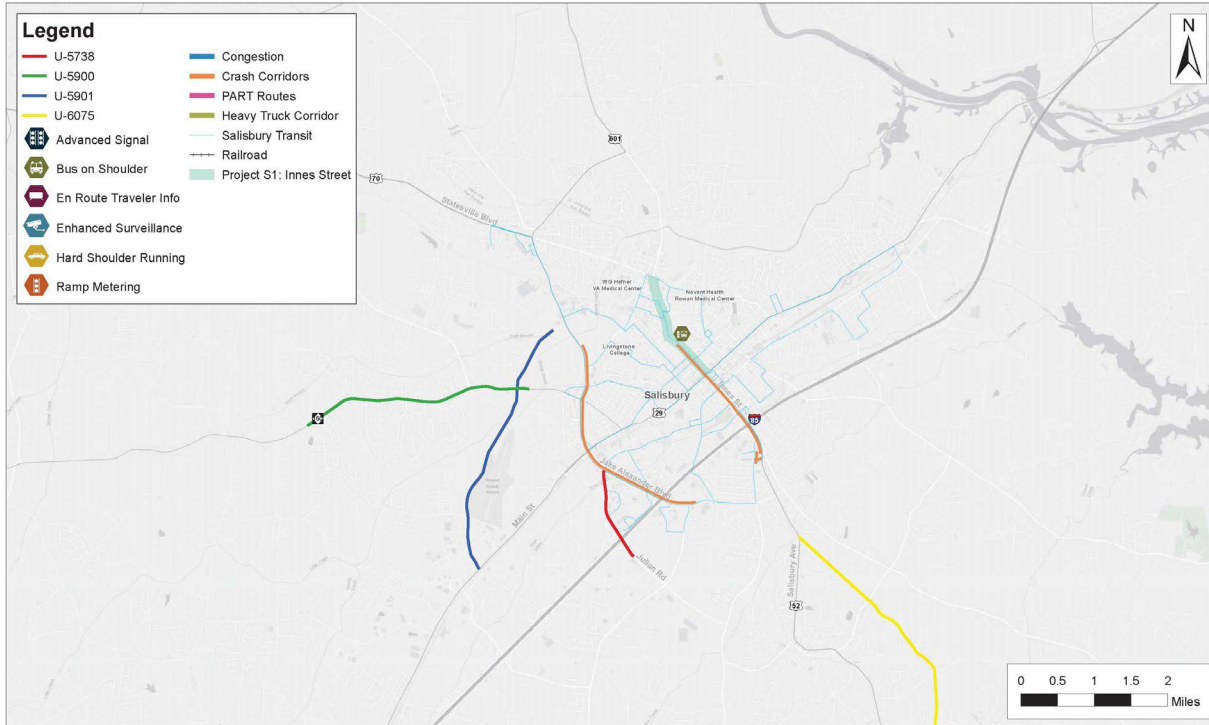 Legend
U-5738
U-5900
U-5901
U-6075
Advanced Signal
Bus on Shoulder
En Route Traveler Info
Enhanced Surveillance
Hard Shoulder Running
Ramp Metering
Congestion
Crash Corridors
PART Routes
Heavy Truck Corridor
Salisbury Transit
Railroad
Project S1: Innes Street
N
601
70
Statesville Blvd
WG Hefner
VA Medical Center
Novant Health
Rowan Medical Center
Livingstone
College
Salisbury
29
Innes St
85
Jake Alexander Blvd
Main St
Julian Rd
Salisbury Ave
52
0 0.5 1 1.5 2
Miles